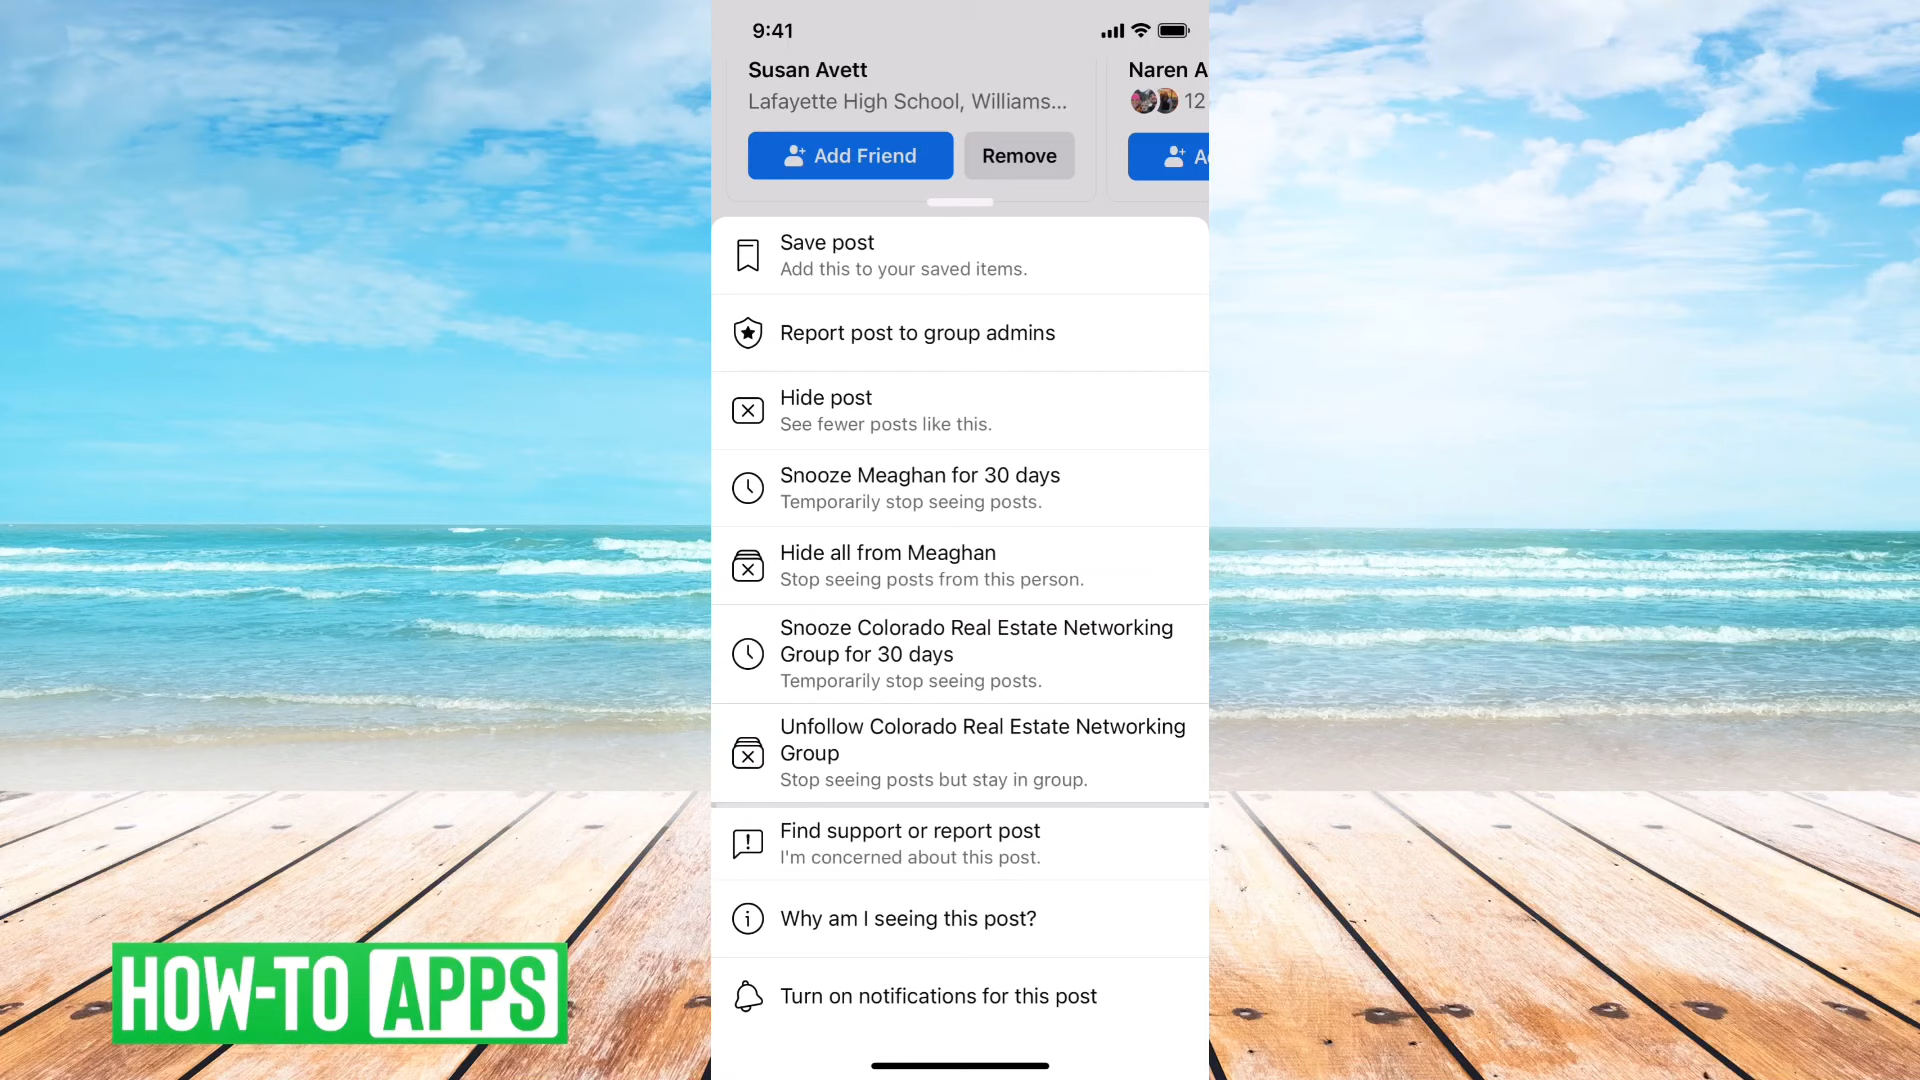 9:41
Susan Avett
Naren A
Lafayette High School, Williams...
12
Add Friend
Remove
Save post
Add this to your saved items.
Report post to group admins
Hide post
See fewer posts like this.
Snooze Meaghan for 30 days
Temporarily stop seeing posts.
Hide all from Meaghan
Stop seeing posts from this person.
Snooze Colorado Real Estate Networking
Group for 30 days
Temporarily stop seeing posts.
Unfollow Colorado Real Estate Networking
Group
Stop seeing posts but stay in group.
Find support or report post
I'm concerned about this post.
Why am I seeing this post?
Turn on notifications for this post
HOW-TO APPS